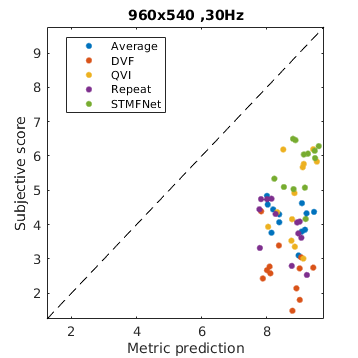 960x540 ,30Hz
Average
DVF
QVI
Repeat
STMFNet
Subjective score
9
8
7
6
5
4
3
2
2 4 6 8
Metric prediction